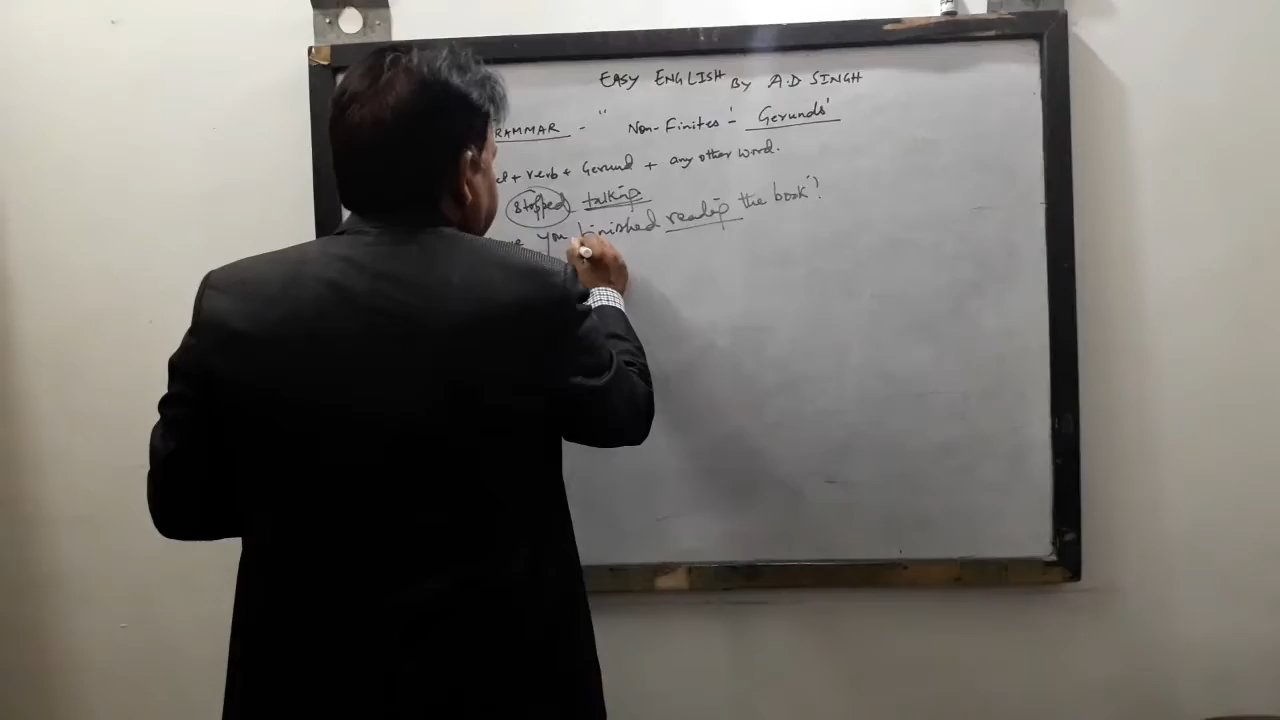 EASY ENGLISH BY A.D SINGH
RAMMAR - " Non-Finites - 'Gerunds'
+ verb + Gerund + any other word.
stopped talking
you finished reading the book?